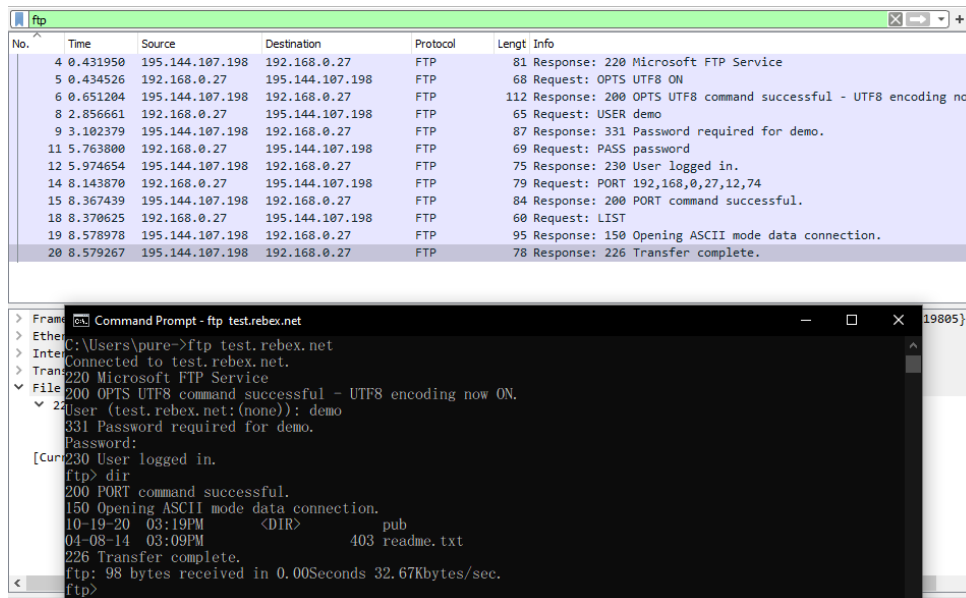 ftp
No. Time Source Destination Protocol Lengt Info
4 0.431950 195.144.107.198 192.168.0.27 FTP 81 Response: 220 Microsoft FTP Service
5 0.434526 192.168.0.27 195.144.107.198 FTP 68 Request: OPTS UTF8 ON
6 0.651204 195.144.107.198 192.168.0.27 FTP 112 Response: 200 OPTS UTF8 command successful - UTF8 encoding no
8 2.856661 192.168.0.27 195.144.107.198 FTP 65 Request: USER demo
9 3.102379 195.144.107.198 192.168.0.27 FTP 87 Response: 331 Password required for demo.
11 5.763800 192.168.0.27 195.144.107.198 FTP 69 Request: PASS password
12 5.974654 195.144.107.198 192.168.0.27 FTP 75 Response: 230 User logged in.
14 8.143870 192.168.0.27 195.144.107.198 FTP 79 Request: PORT 192,168,0,27,12,74
15 8.367439 195.144.107.198 192.168.0.27 FTP 84 Response: 200 PORT command successful.
18 8.370625 192.168.0.27 195.144.107.198 FTP 60 Request: LIST
19 8.578978 195.144.107.198 192.168.0.27 FTP 95 Response: 150 Opening ASCII mode data connection.
20 8.579267 195.144.107.198 192.168.0.27 FTP 78 Response: 226 Transfer complete.
Frame
Ether
Inter
Trans
File
22
[Curr
19805}
Command Prompt - ftp test.rebex.net
C:\Users\pure->ftp test.rebex.net
Connected to test.rebex.net.
220 Microsoft FTP Service
200 OPTS UTF8 command successful - UTF8 encoding now ON.
User (test.rebex.net:(none)): demo
331 Password required for demo.
Password:
230 User logged in.
ftp> dir
200 PORT command successful.
150 Opening ASCII mode data connection.
10-19-20 03:19PM <DIR> pub
04-08-14 03:09PM 403 readme.txt
226 Transfer complete.
ftp: 98 bytes received in 0.00Seconds 32.67Kbytes/sec.
ftp>